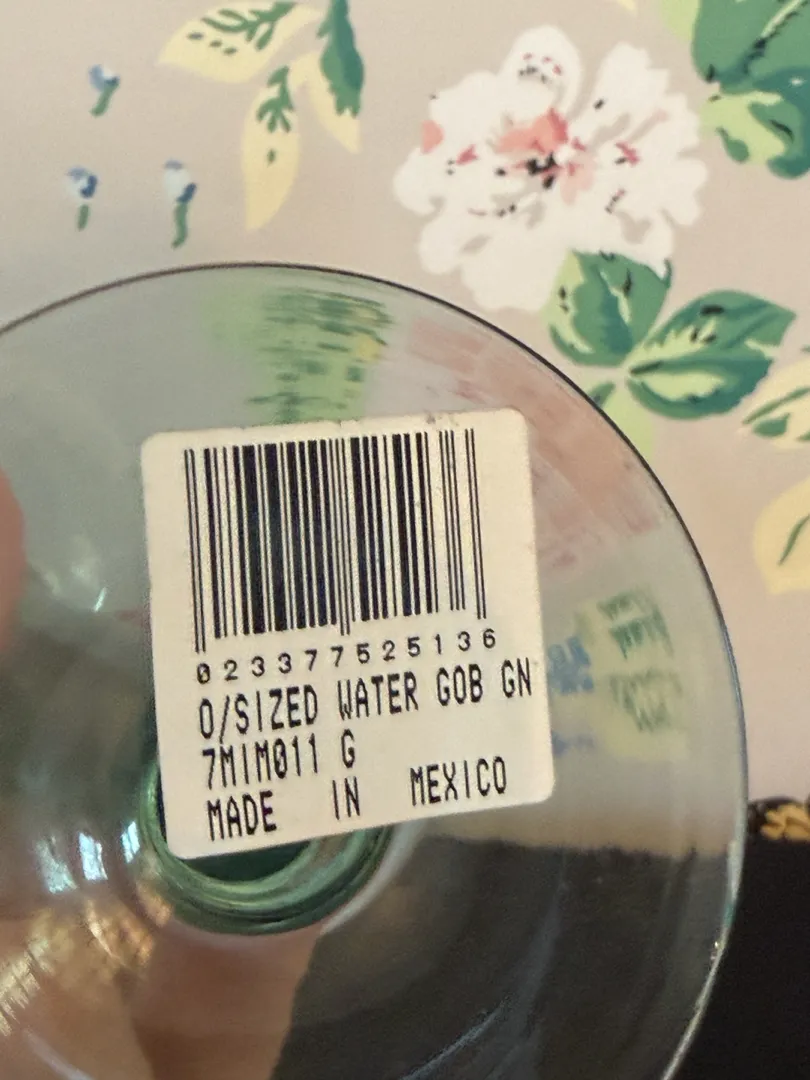 023377525136
O/SIZED WATER GOB GN
7MIM011 G
MADE IN MEXICO